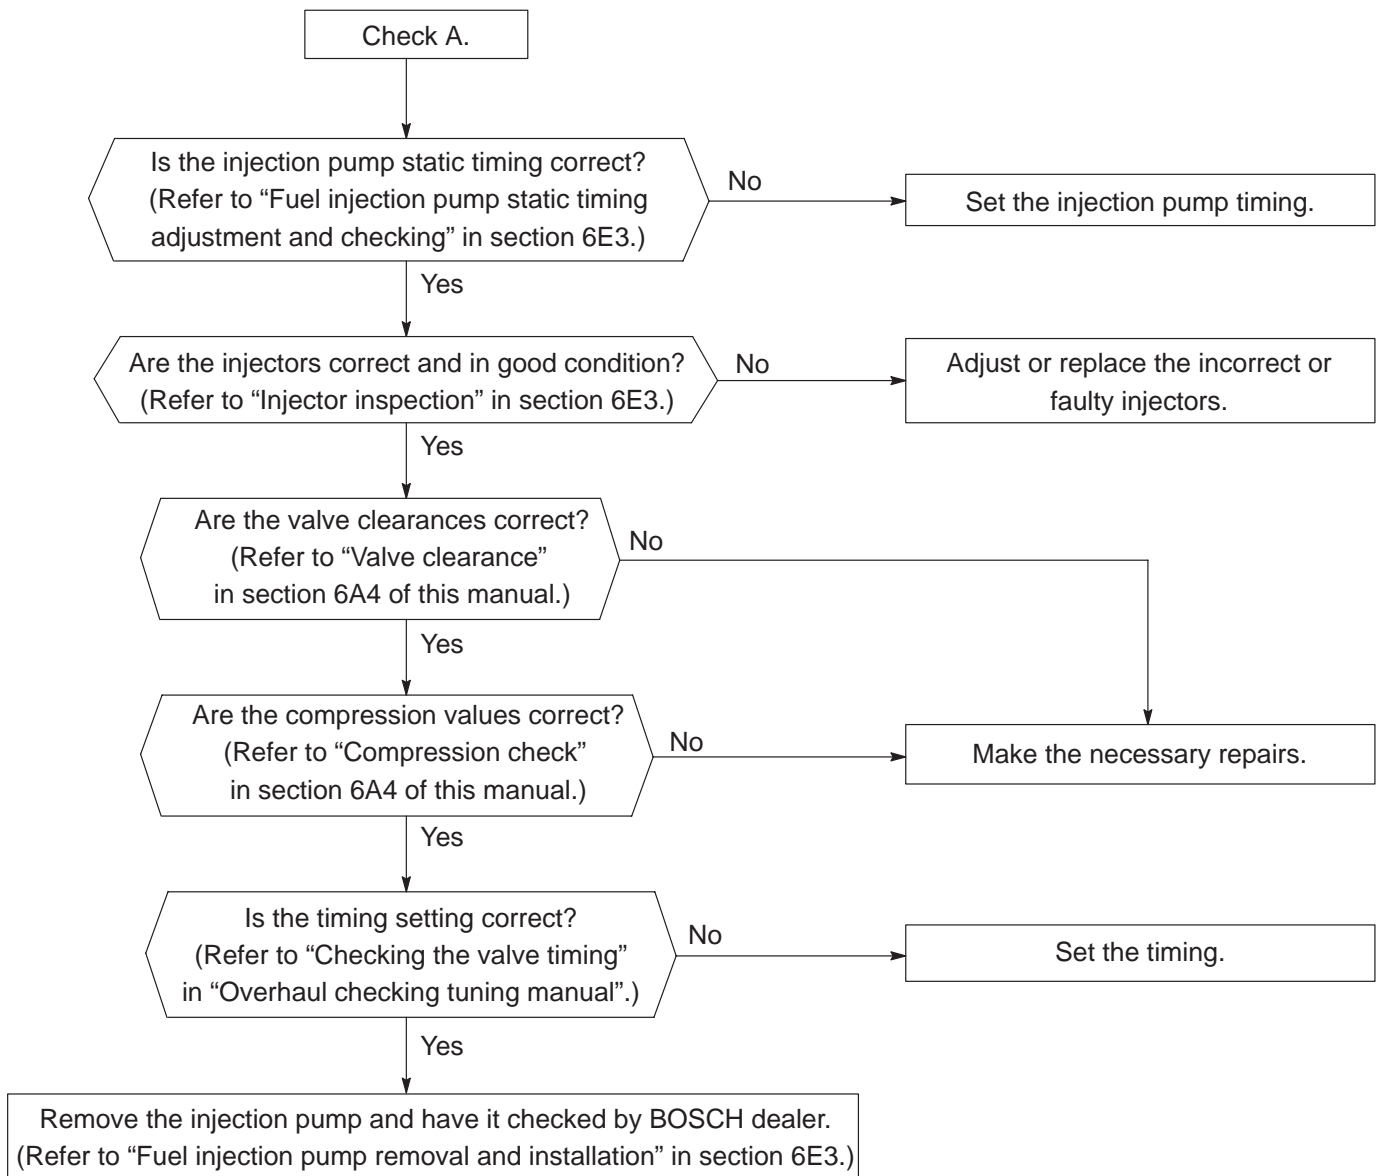 Check A.
Is the injection pump static timing correct?
(Refer to “Fuel injection pump static timing
adjustment and checking” in section 6E3.)
No
Set the injection pump timing.
Yes
Are the injectors correct and in good condition?
(Refer to “Injector inspection” in section 6E3.)
No
Adjust or replace the incorrect or
faulty injectors.
Yes
Are the valve clearances correct?
(Refer to “Valve clearance”
in section 6A4 of this manual.)
No
Yes
Are the compression values correct?
(Refer to “Compression check”
in section 6A4 of this manual.)
No
Make the necessary repairs.
Yes
Is the timing setting correct?
(Refer to “Checking the valve timing”
in “Overhaul checking tuning manual”.)
No
Set the timing.
Yes
Remove the injection pump and have it checked by BOSCH dealer.
(Refer to “Fuel injection pump removal and installation” in section 6E3.)